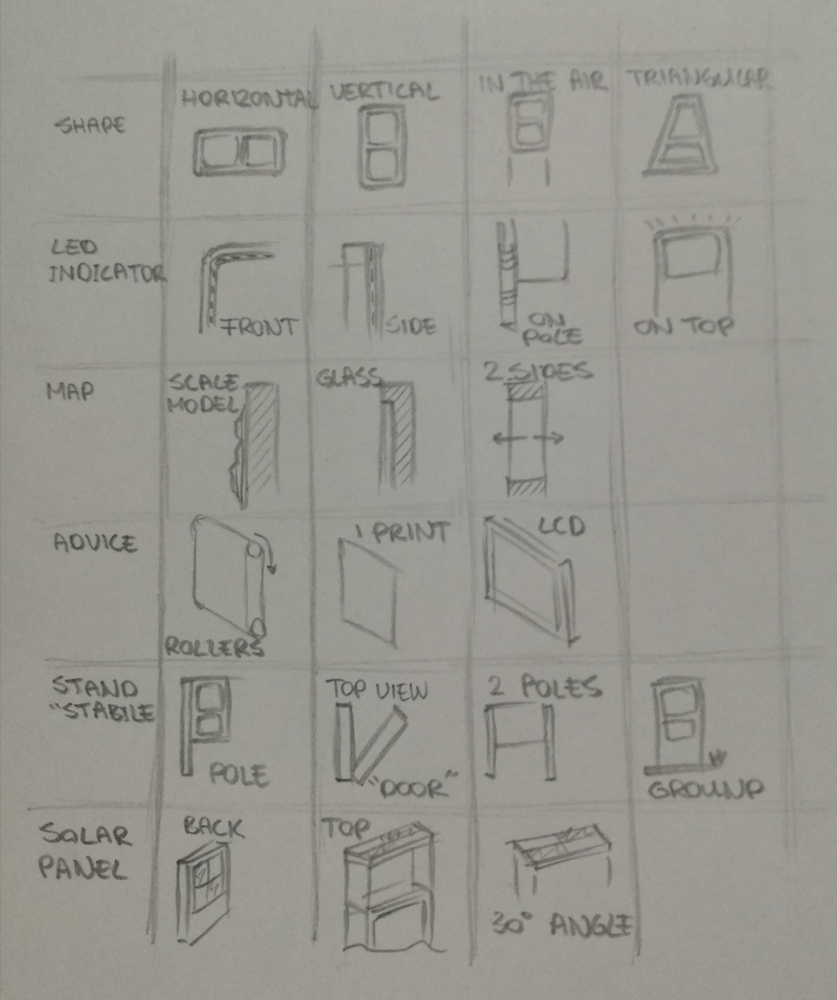 HORIZONTAL VERTICAL IN THE AIR TRIANGULAR
SHAPE
LED
INDICATOR
FRONT SIDE ON
POLE
ON TOP
MAP
SCALE
MODEL
GLASS
2 SIDES
ADVICE
ROLLERS
1 PRINT
LCD
STAND
"STABILE
POLE
TOP VIEW
"DOOR"
2 POLES
GROUND
SOLAR
PANEL
BACK
TOP
30° ANGLE